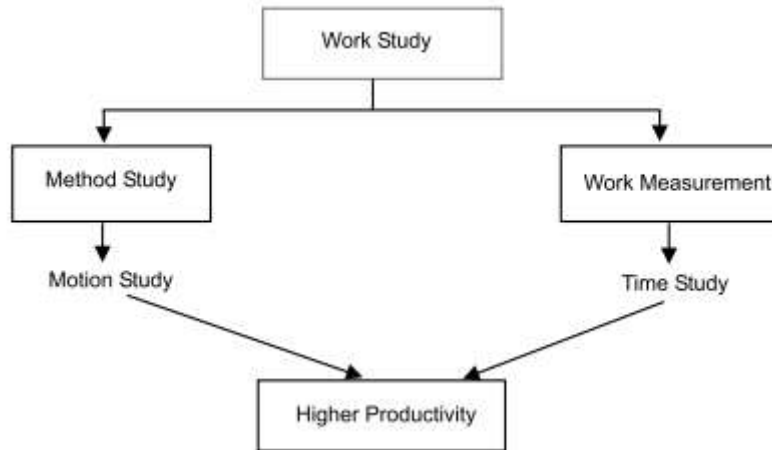 Work Study
Method Study
Work Measurement
Motion Study
Time Study
Higher Productivity